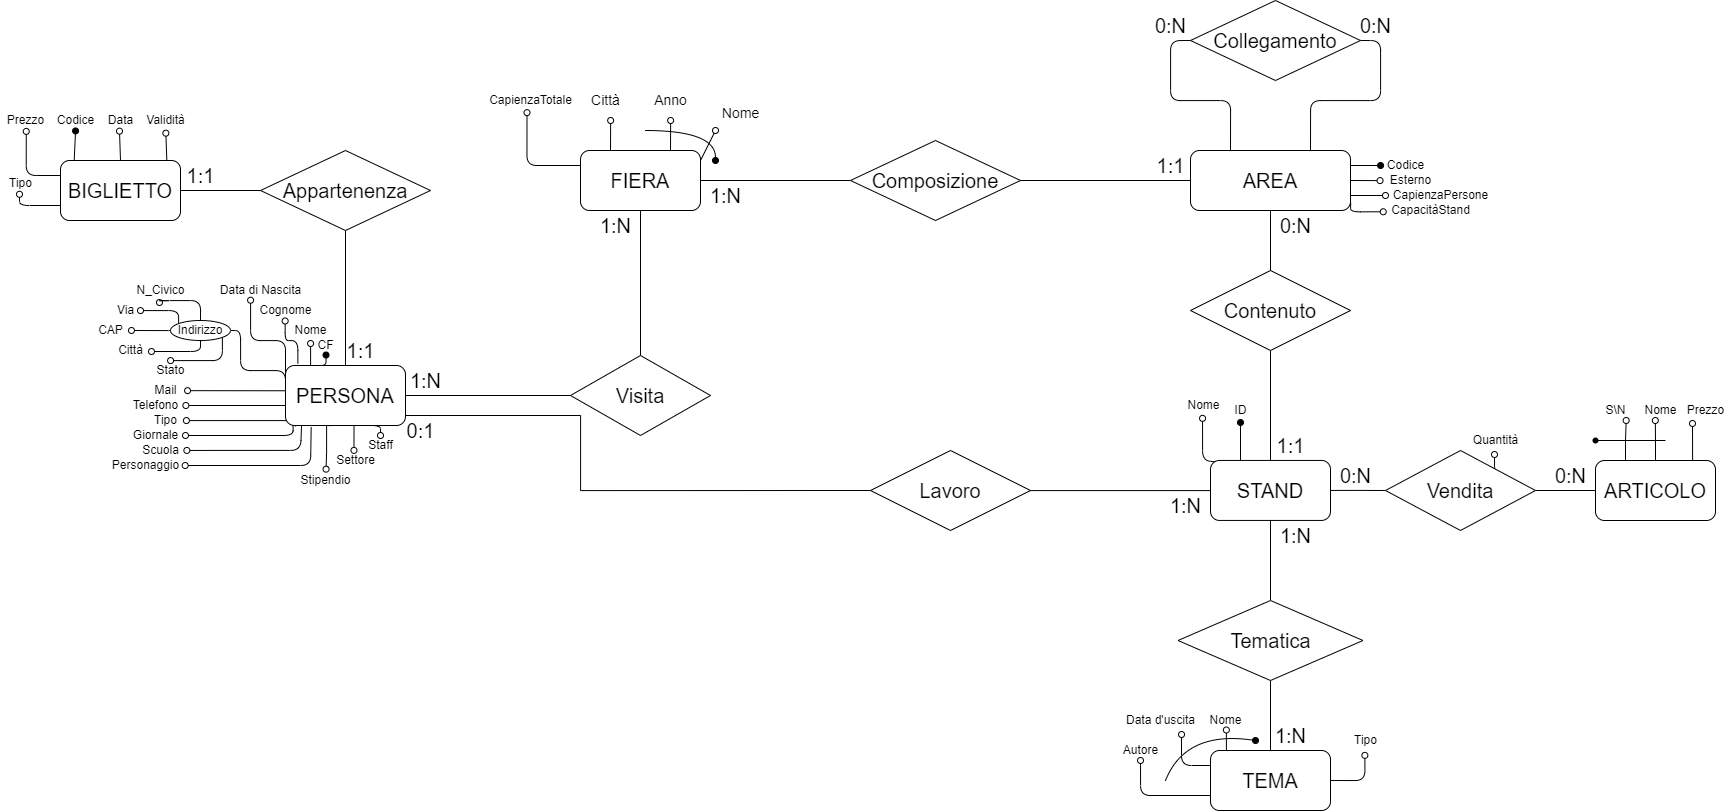 0:N
Collegamento
0:N
CapienzaTotale
Città
Anno
Nome
Prezzo
Codice
Data
Validità
Tipo
BIGLIETTO
1:1
Appartenenza
FIERA
1:N
1:N
Composizione
1:1
AREA
Codice
Esterno
CapienzaPersone
CapacitàStand
0:N
N_Civico
Via
CAP
Città
Stato
Indirizzo
Data di Nascita
Cognome
Nome
CF
1:1
Contenuto
Mail
Telefono
Tipo
Giornale
Scuola
Personaggio
PERSONA
1:N
0:1
Staff
Settore
Stipendio
Visita
Nome
ID
1:1
Lavoro
1:N
STAND
0:N
1:N
Quantità
Vendita
0:N
S\N
Nome
Prezzo
ARTICOLO
Tematica
Data d'uscita
Nome
Autore
1:N
Tipo
TEMA